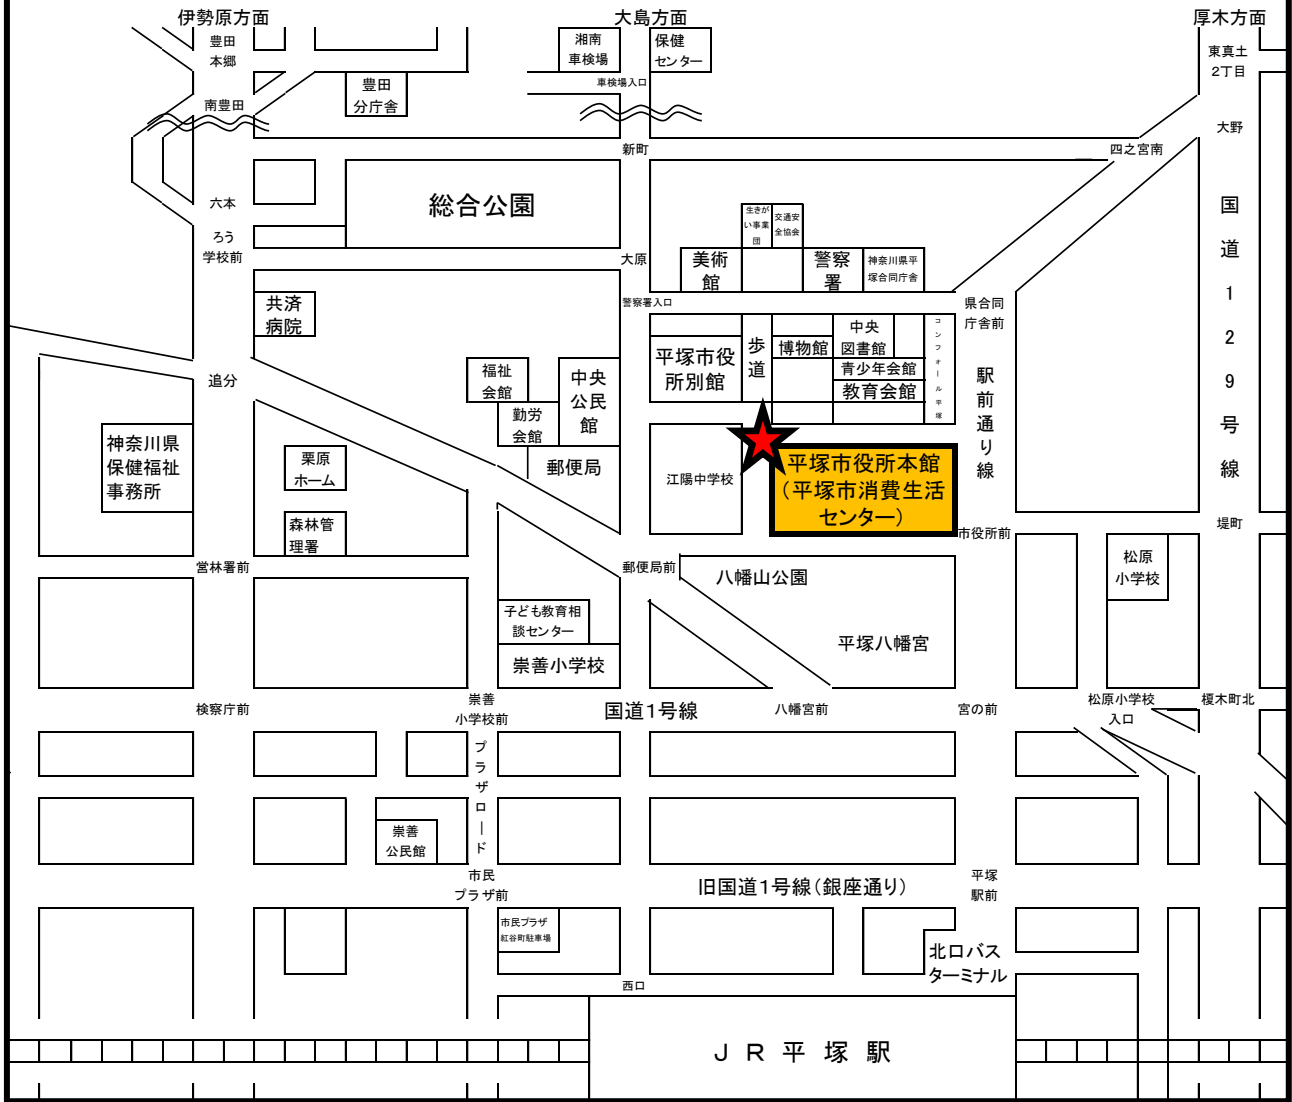 伊勢原方面
大島方面
厚木方面
豊田
本郷
湘南
車検場
保健
センター
東真土
2丁目
豊田
分庁舎
車検場入口
南豊田
大野
新町
四之宮南
六本
総合公園
国道129号線
生きが
い事業
団
交通安
全協会
ろう
学校前
大原
美術
館
警察
署
神奈川県平
塚合同庁舎
共済
病院
警察署入口
県合同
庁舎前
平塚市役
所別館
歩道
博物館
中央
図書館
青少年会館
教育会館
コンフォール平塚
駅前通り線
追分
福祉
会館
中央
公民
館
勤労
会館
神奈川県
保健福祉
事務所
栗原
ホーム
郵便局
江陽中学校
平塚市役所本館
(平塚市消費生活
センター)
森林管
理署
市役所前
堤町
営林署前
郵便局前
八幡山公園
松原
小学校
子ども教育相
談センター
崇善小学校
平塚八幡宮
検察庁前
崇善
小学校前
国道1号線
八幡宮前
宮の前
松原小学校
入口
榎木町北
プラザロード
崇善
公民館
市民
プラザ前
旧国道1号線(銀座通り)
平塚
駅前
市民プラザ
紅谷町駐車場
北口バス
ターミナル
西口
JR平塚駅